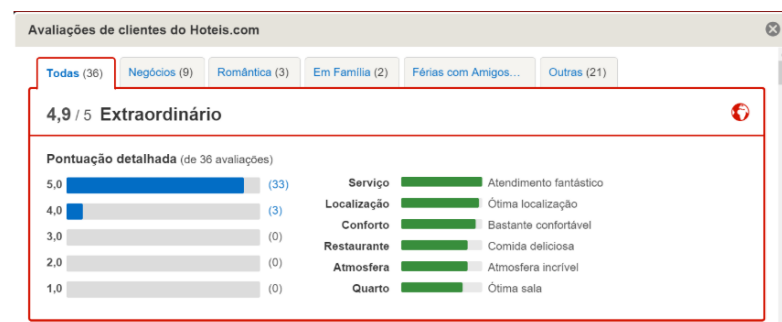 Avaliações de clientes do Hoteis.com
Todas (36) Negócios (9) Romântica (3) Em Família (2) Férias com Amigos... Outras (21)
4,9 / 5 Extraordinário
Pontuação detalhada (de 36 avaliações)
5,0 (33) Serviço Atendimento fantástico
4,0 (3) Localização Ótima localização
3,0 (0) Conforto Bastante confortável
Restaurante Comida deliciosa
2,0 (0) Atmosfera Atmosfera incrível
1,0 (0) Quarto Ótima sala